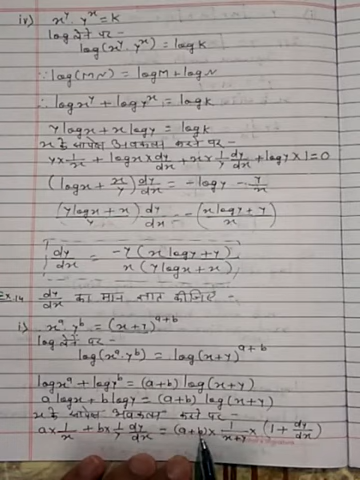 iv) x^y . y^x = K
log लेने पर -
log(x^y . y^x) = log K
∵ log(MN) = log M + log N
∴ log x^y + log y^x = log K
y log x + x log y = log K
x के सापेक्ष अवकलन करने पर -
y × 1/x + log x × dy/dx + x × 1/y dy/dx + log y × 1 = 0
(log x + x/y) dy/dx = - log y - y/x
(y log x + x)/y dy/dx = - (x log y + y)/x
dy/dx = -y(x log y + y)/x(y log x + x)
Ex.14 dy/dx का मान ज्ञात कीजिए -
i) x^a . y^b = (x+y)^(a+b)
log लेने पर -
log(x^a . y^b) = log(x+y)^(a+b)
log x^a + log y^b = (a+b) log(x+y)
a log x + b log y = (a+b) log(x+y)
x के सापेक्ष अवकलन करने पर -
a × 1/x + b × 1/y dy/dx = (a+b) × 1/(x+y) × (1 + dy/dx)